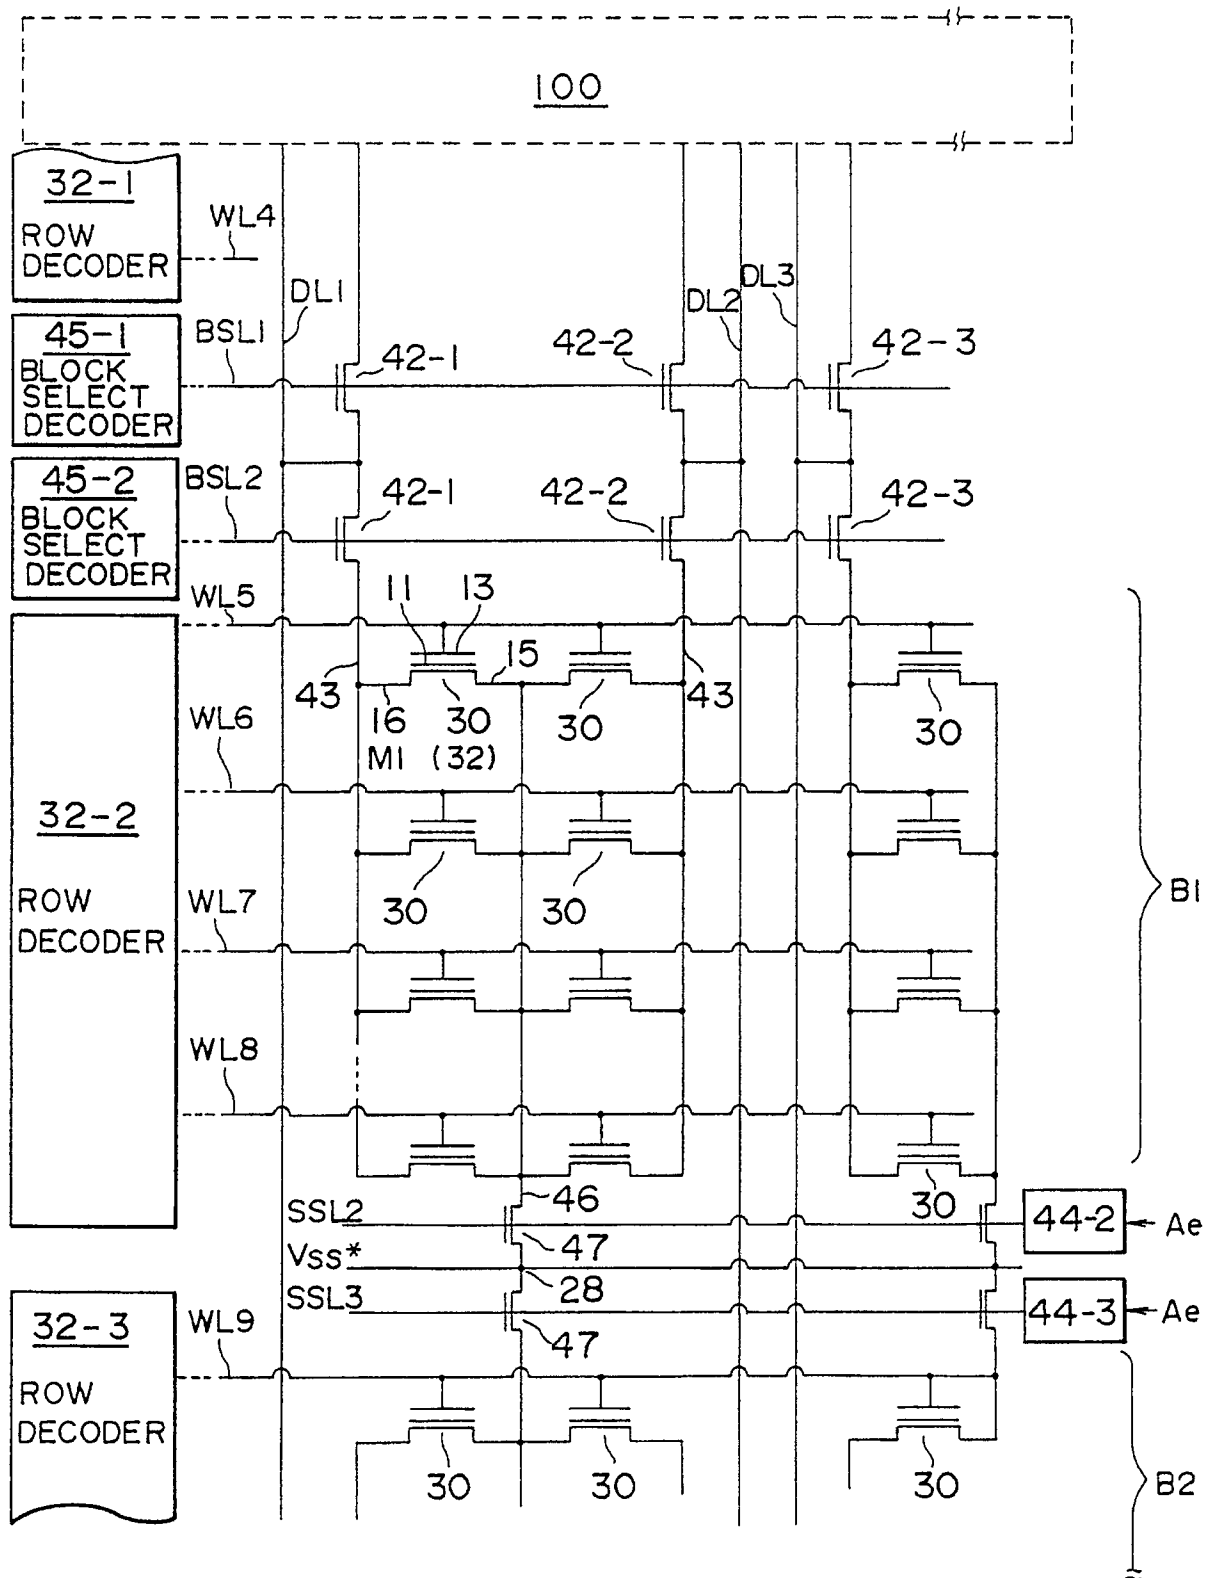 100
32-1
ROW
DECODER
WL4
DL1
DL2
DL3
45-1
BLOCK
SELECT
DECODER
BSL1
42-1
42-2
42-3
45-2
BLOCK
SELECT
DECODER
BSL2
42-1
42-2
42-3
WL5
11
13
15
43
16
30
M1 (32)
30
43
30
WL6
32-2
ROW
DECODER
30
30
B1
WL7
WL8
46
30
SSL2
47
44-2
Ae
Vss*
28
SSL3
47
44-3
Ae
32-3
ROW
DECODER
WL9
30
30
30
B2